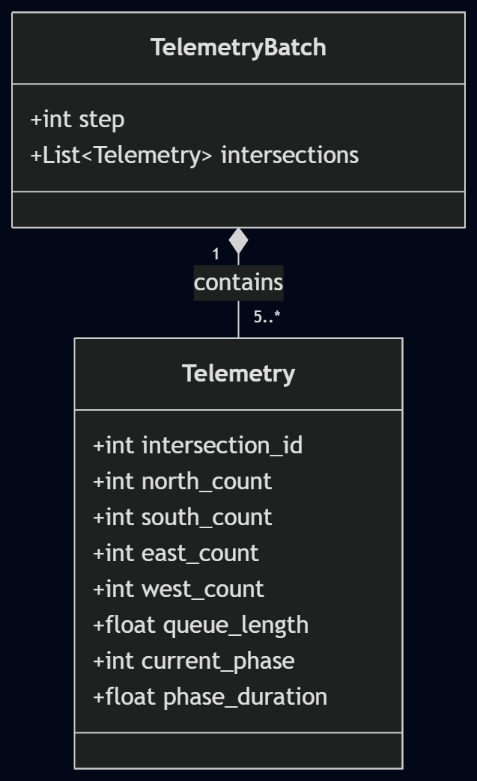 TelemetryBatch
+int step
+List<Telemetry> intersections
1
contains
5..*
Telemetry
+int intersection_id
+int north_count
+int south_count
+int east_count
+int west_count
+float queue_length
+int current_phase
+float phase_duration